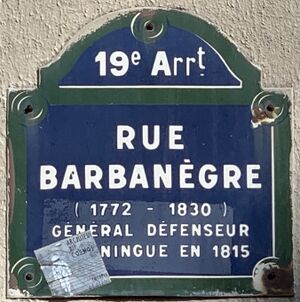 19e Arrt
RUE
BARBANÈGRE
( 1772 - 1830 )
GÉNÉRAL DÉFENSEUR
NINGUE EN 1815